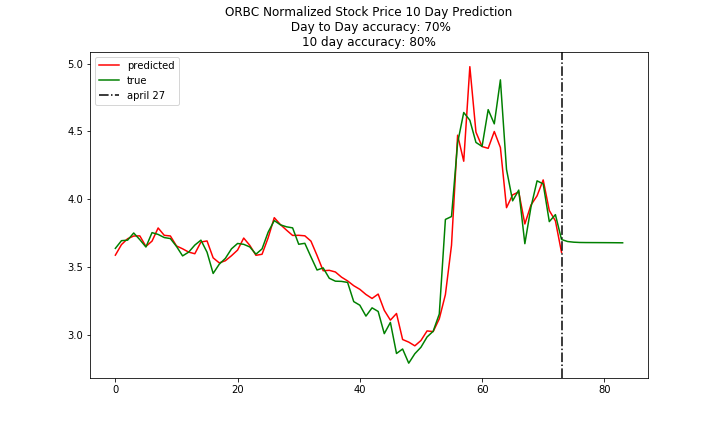 ORBC Normalized Stock Price 10 Day Prediction
Day to Day accuracy: 70%
10 day accuracy: 80%
5.0
4.5
4.0
3.5
3.0
predicted
true
april 27
0 20 40 60 80